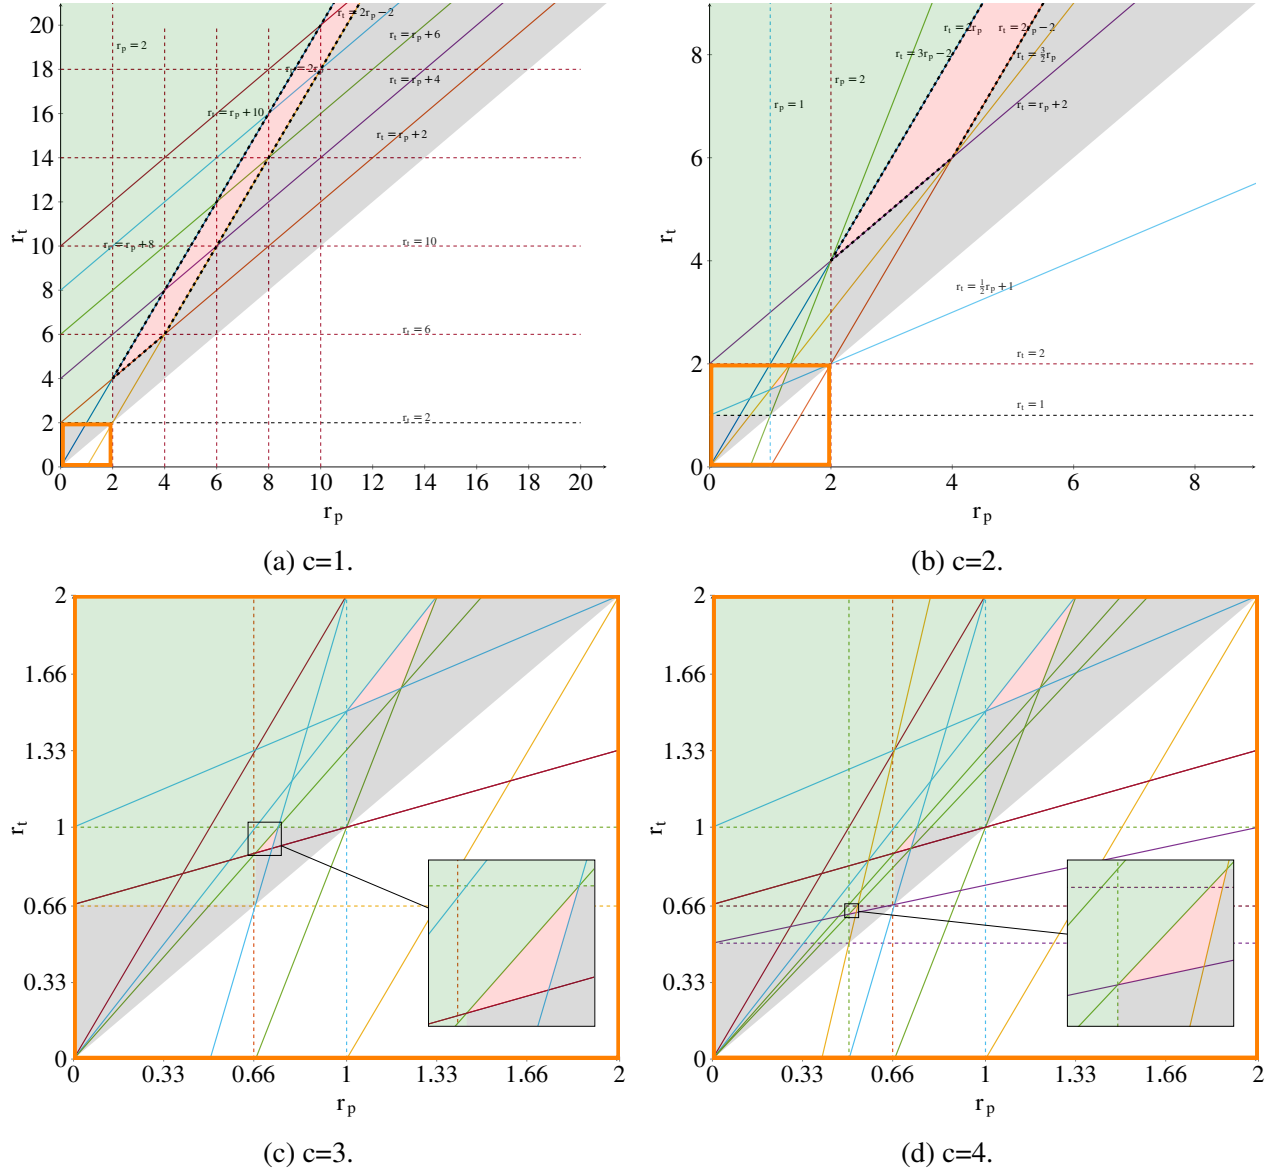 20
18
16
14
12
10
8
6
4
2
0
r_t
r_p = 2
r_t = 2r_p − 2
r_t = r_p + 6
r_t = r_p + 4
r_t = r_p + 10
r_t = r_p + 2
r_t = r_p + 8
r_t = 10
r_t = 6
r_t = 2
0 2 4 6 8 10 12 14 16 18 20
r_p
(a) c=1.
8
6
4
2
0
r_t
r_t = 2r_p
r_t = 2r_p − 2
r_t = 3r_p − 2
r_t = 3/2 r_p
r_p = 2
r_p = 1
r_t = r_p + 2
r_t = 1/2 r_p + 1
r_t = 2
r_t = 1
0 2 4 6 8
r_p
(b) c=2.
2
1.66
1.33
1
0.66
0.33
0
r_t
0 0.33 0.66 1 1.33 1.66 2
r_p
(c) c=3.
2
1.66
1.33
1
0.66
0.33
0
r_t
0 0.33 0.66 1 1.33 1.66 2
r_p
(d) c=4.